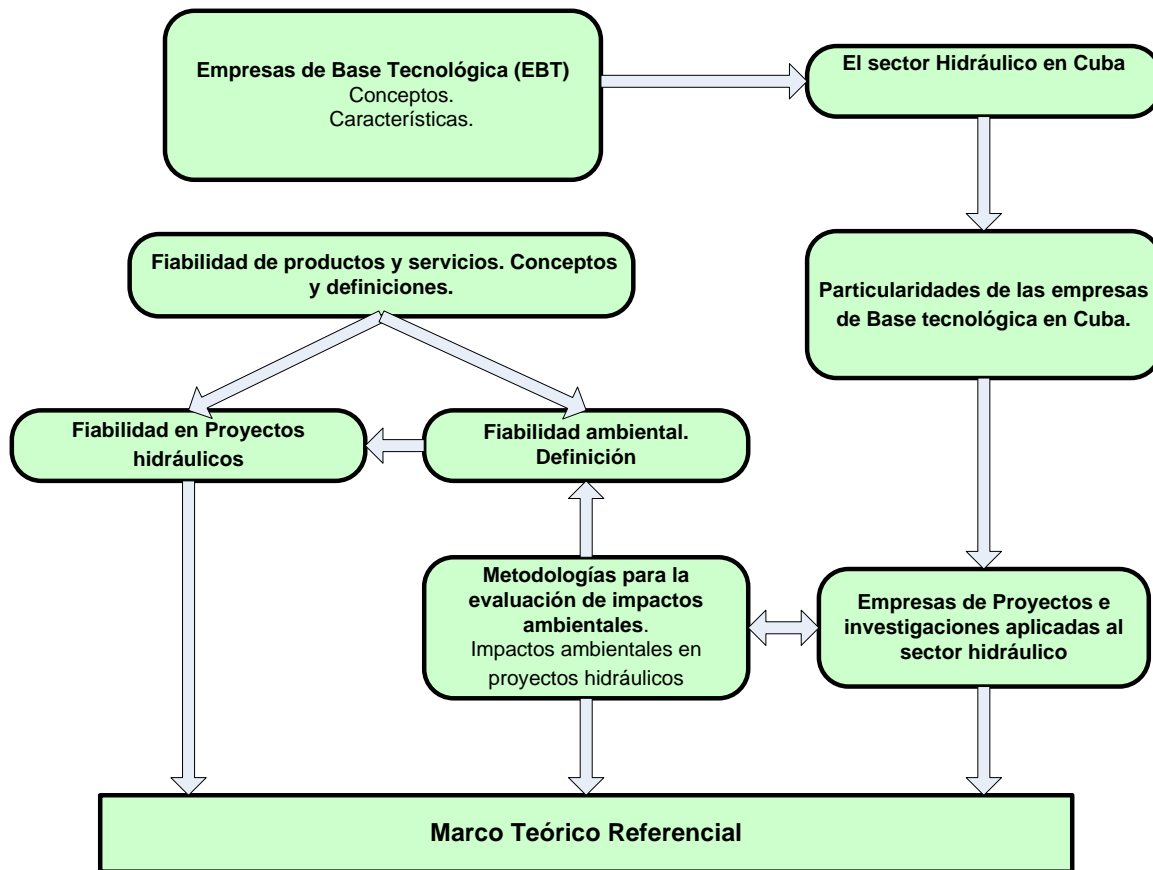 Empresas de Base Tecnológica (EBT)
Conceptos.
Características.
El sector Hidráulico en Cuba
Fiabilidad de productos y servicios. Conceptos
y definiciones.
Particularidades de las empresas
de Base tecnológica en Cuba.
Fiabilidad en Proyectos
hidráulicos
Fiabilidad ambiental.
Definición
Metodologías para la
evaluación de impactos
ambientales.
Impactos ambientales en
proyectos hidráulicos
Empresas de Proyectos e
investigaciones aplicadas al
sector hidráulico
Marco Teórico Referencial